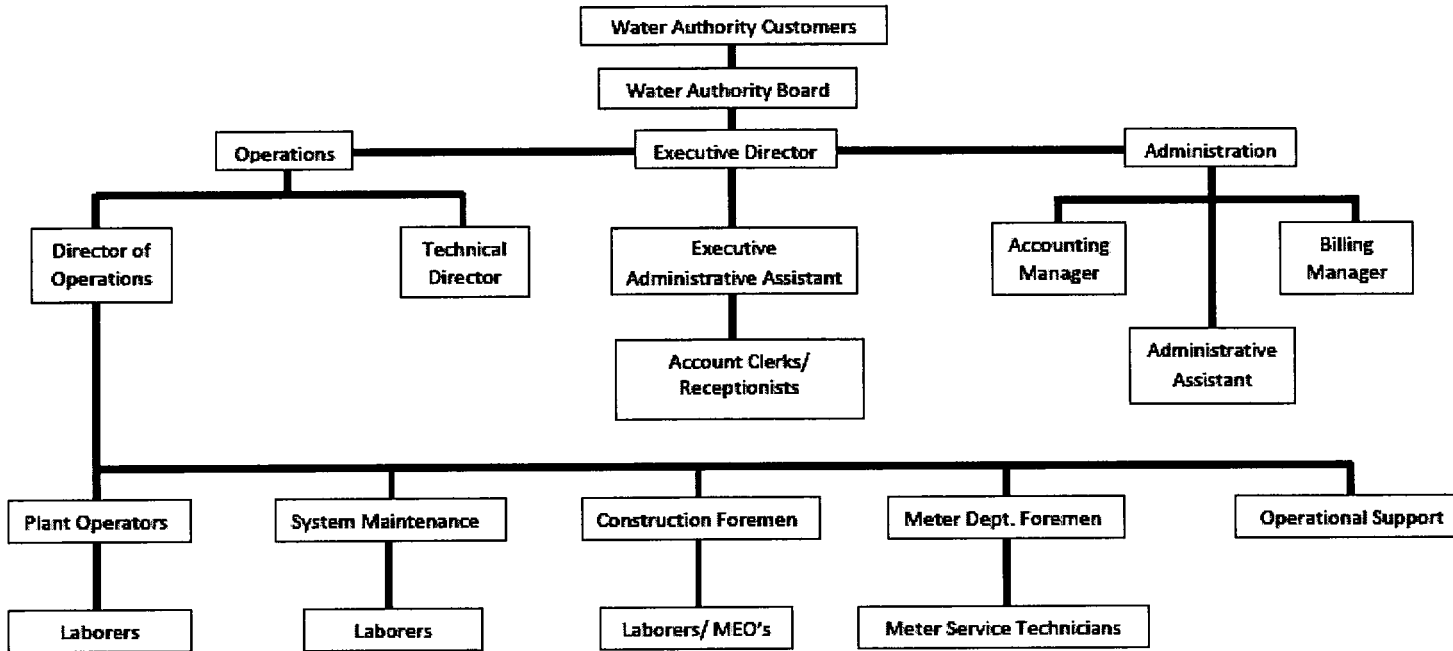 Water Authority Customers
Water Authority Board
Operations
Executive Director
Administration
Director of
Operations
Technical
Director
Executive
Administrative Assistant
Accounting
Manager
Billing
Manager
Account Clerks/
Receptionists
Administrative
Assistant
Plant Operators
System Maintenance
Construction Foremen
Meter Dept. Foremen
Operational Support
Laborers
Laborers
Laborers/ MEO's
Meter Service Technicians